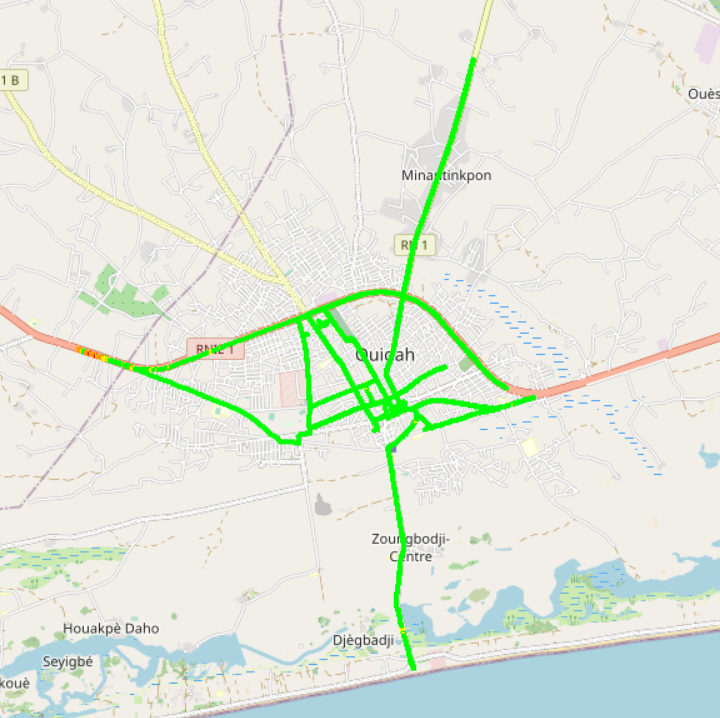 1 B
Ouès
Minantinkpon
RN 1
RNIE 1
Ouidah
Zoungbodji-
Centre
Houakpè Daho
Djègbadji
Seyigbé
kouè